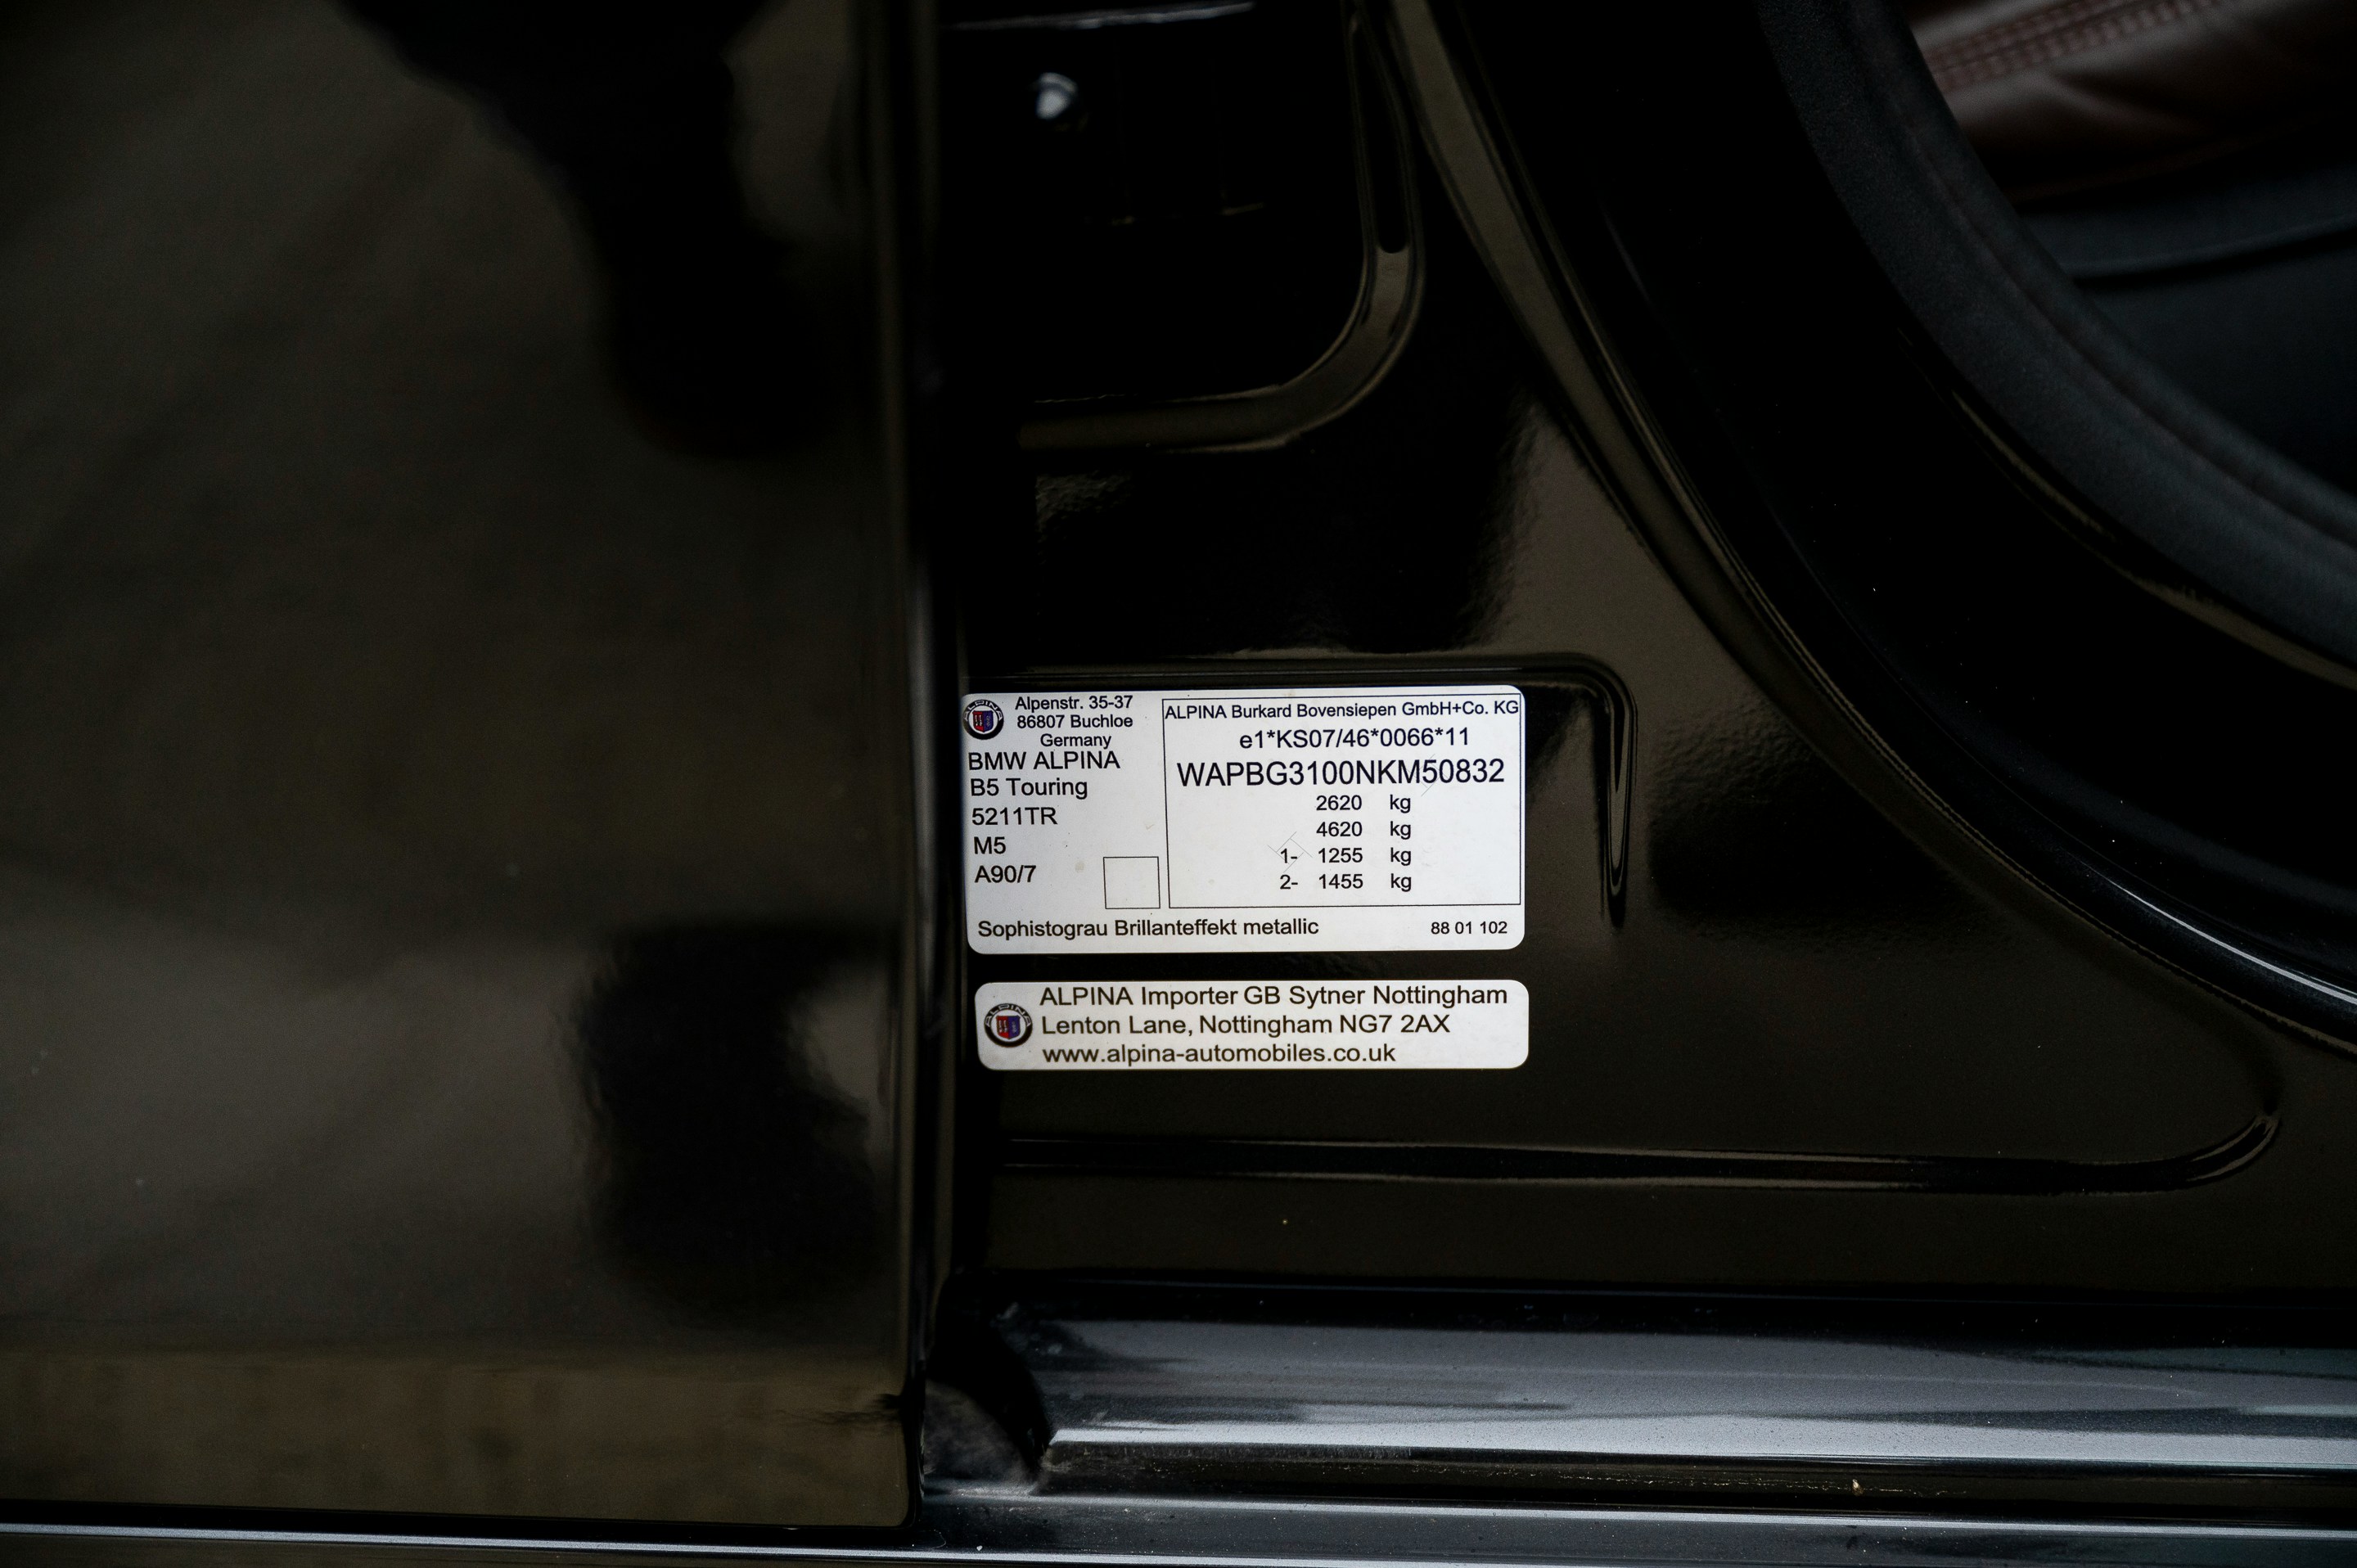 ALPINA
Alpenstr. 35-37
86807 Buchloe
Germany
BMW ALPINA
B5 Touring
5211TR
M5
A90/7
ALPINA Burkard Bovensiepen GmbH+Co. KG
e1*KS07/46*0066*11
WAPBG3100NKM50832
2620 kg
4620 kg
1- 1255 kg
2- 1455 kg
Sophistograu Brillanteffekt metallic 88 01 102
ALPINA
ALPINA Importer GB Sytner Nottingham
Lenton Lane, Nottingham NG7 2AX
www.alpina-automobiles.co.uk